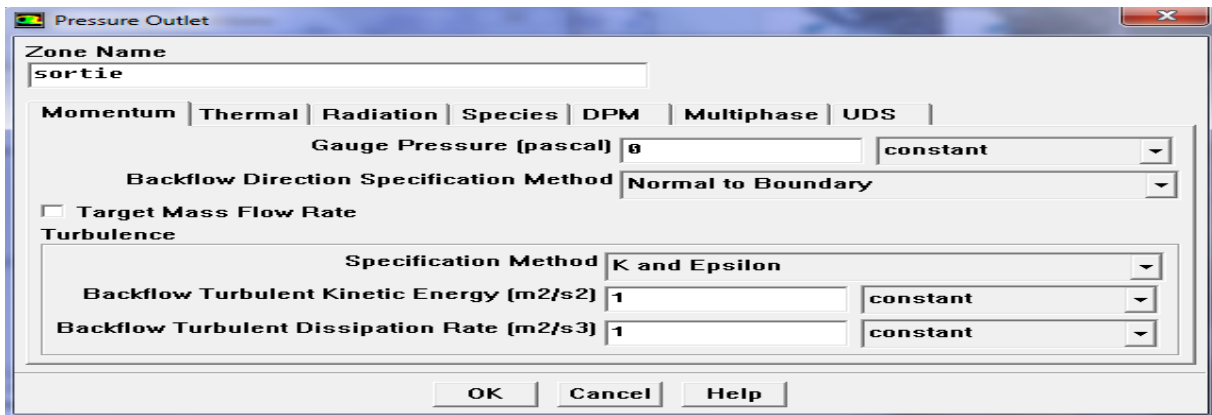 Pressure Outlet
Zone Name
sortie
Momentum Thermal Radiation Species DPM Multiphase UDS
Gauge Pressure (pascal) 0 constant
Backflow Direction Specification Method Normal to Boundary
Target Mass Flow Rate
Turbulence
Specification Method K and Epsilon
Backflow Turbulent Kinetic Energy (m2/s2) 1 constant
Backflow Turbulent Dissipation Rate (m2/s3) 1 constant
OK Cancel Help